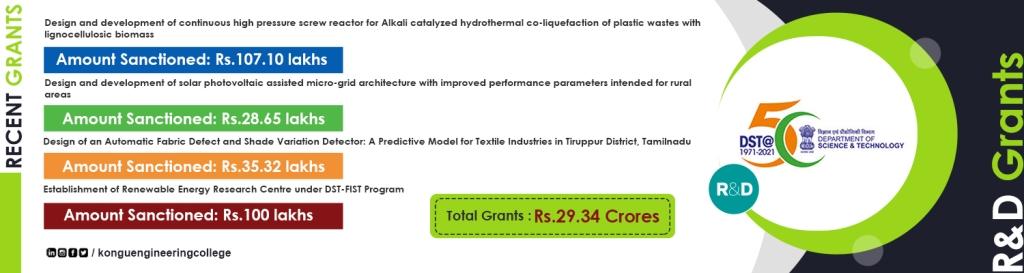 RECENT GRANTS
Design and development of continuous high pressure screw reactor for Alkali catalyzed hydrothermal co-liquefaction of plastic wastes with
lignocellulosic biomass
Amount Sanctioned: Rs.107.10 lakhs
Design and development of solar photovoltaic assisted micro-grid architecture with improved performance parameters intended for rural
areas
Amount Sanctioned: Rs.28.65 lakhs
Design of an Automatic Fabric Defect and Shade Variation Detector: A Predictive Model for Textile Industries in Tiruppur District, Tamilnadu
Amount Sanctioned: Rs.35.32 lakhs
Establishment of Renewable Energy Research Centre under DST-FIST Program
Amount Sanctioned: Rs.100 lakhs
Total Grants : Rs.29.34 Crores
/ konguengineeringcollege
50
DST@
1971-2021
विज्ञान एवं प्रौद्योगिकी विभाग
DEPARTMENT OF
SCIENCE & TECHNOLOGY
R&D
R&D Grants